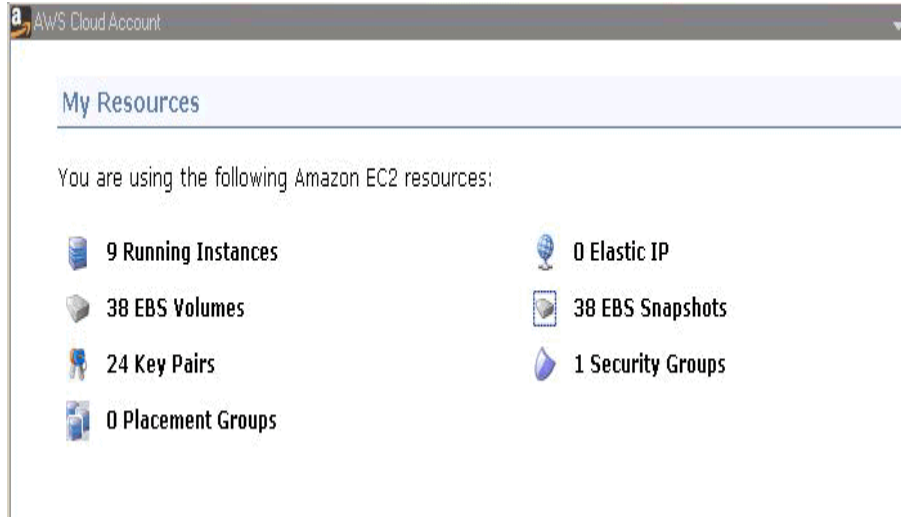 a AWS Cloud Account
My Resources
You are using the following Amazon EC2 resources:
9 Running Instances
0 Elastic IP
38 EBS Volumes
38 EBS Snapshots
24 Key Pairs
1 Security Groups
0 Placement Groups